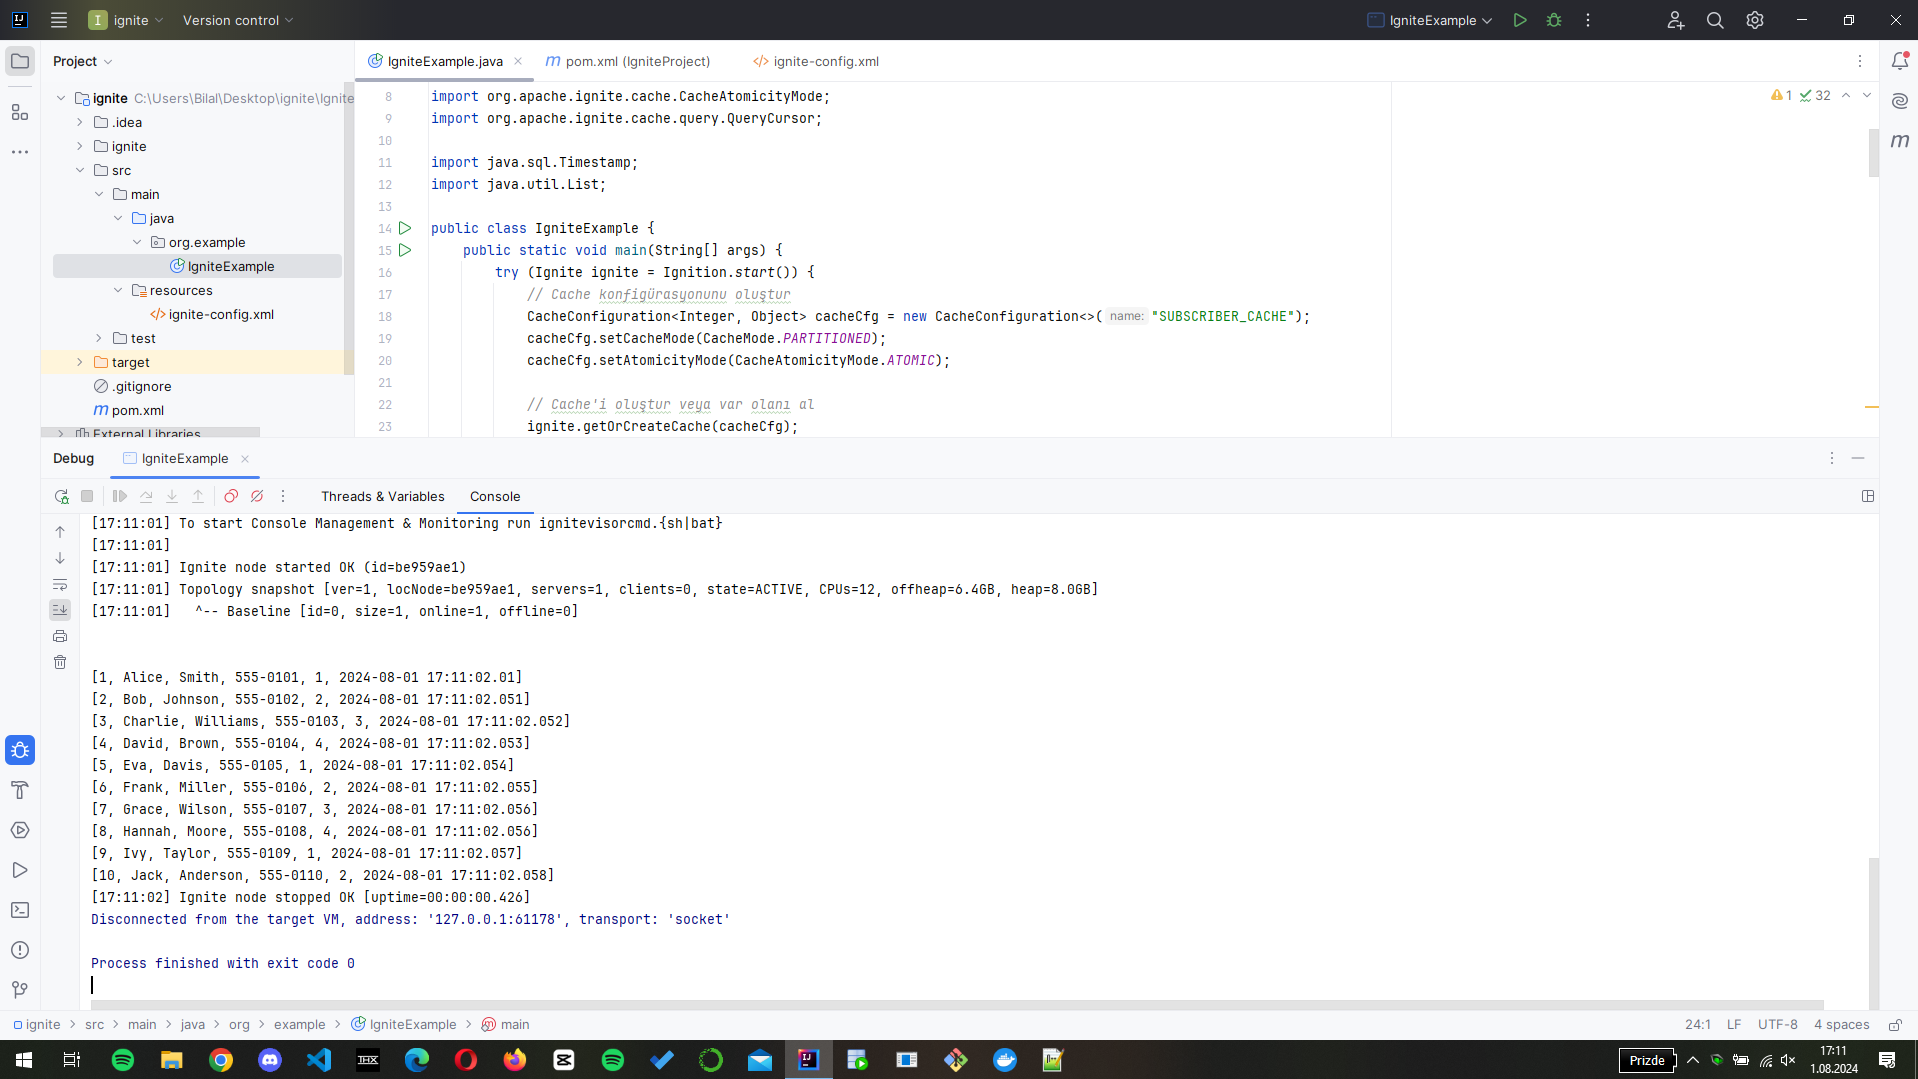 ignite
Version control
IgniteExample
Project
IgniteExample.java
pom.xml (IgniteProject)
ignite-config.xml
ignite C:\Users\Bilal\Desktop\ignite\Ignite
.idea
ignite
src
main
java
org.example
IgniteExample
resources
ignite-config.xml
test
target
.gitignore
pom.xml
External Libraries
1 32
8 import org.apache.ignite.cache.CacheAtomicityMode;
9 import org.apache.ignite.cache.query.QueryCursor;
10
11 import java.sql.Timestamp;
12 import java.util.List;
13
14 public class IgniteExample {
15 public static void main(String[] args) {
16 try (Ignite ignite = Ignition.start()) {
17 // Cache konfigürasyonunu oluştur
18 CacheConfiguration<Integer, Object> cacheCfg = new CacheConfiguration<>( name: "SUBSCRIBER_CACHE");
19 cacheCfg.setCacheMode(CacheMode.PARTITIONED);
20 cacheCfg.setAtomicityMode(CacheAtomicityMode.ATOMIC);
21
22 // Cache'i oluştur veya var olanı al
23 ignite.getOrCreateCache(cacheCfg);
Debug
IgniteExample
Threads & Variables
Console
[17:11:01] To start Console Management & Monitoring run ignitevisorcmd.{sh|bat}
[17:11:01]
[17:11:01] Ignite node started OK (id=be959ae1)
[17:11:01] Topology snapshot [ver=1, locNode=be959ae1, servers=1, clients=0, state=ACTIVE, CPUs=12, offheap=6.4GB, heap=8.0GB]
[17:11:01] ^-- Baseline [id=0, size=1, online=1, offline=0]
[1, Alice, Smith, 555-0101, 1, 2024-08-01 17:11:02.01]
[2, Bob, Johnson, 555-0102, 2, 2024-08-01 17:11:02.051]
[3, Charlie, Williams, 555-0103, 3, 2024-08-01 17:11:02.052]
[4, David, Brown, 555-0104, 4, 2024-08-01 17:11:02.053]
[5, Eva, Davis, 555-0105, 1, 2024-08-01 17:11:02.054]
[6, Frank, Miller, 555-0106, 2, 2024-08-01 17:11:02.055]
[7, Grace, Wilson, 555-0107, 3, 2024-08-01 17:11:02.056]
[8, Hannah, Moore, 555-0108, 4, 2024-08-01 17:11:02.056]
[9, Ivy, Taylor, 555-0109, 1, 2024-08-01 17:11:02.057]
[10, Jack, Anderson, 555-0110, 2, 2024-08-01 17:11:02.058]
[17:11:02] Ignite node stopped OK [uptime=00:00:00.426]
Disconnected from the target VM, address: '127.0.0.1:61178', transport: 'socket'
Process finished with exit code 0
ignite > src > main > java > org > example > IgniteExample > main
24:1 LF UTF-8 4 spaces
Prizde
17:11
1.08.2024